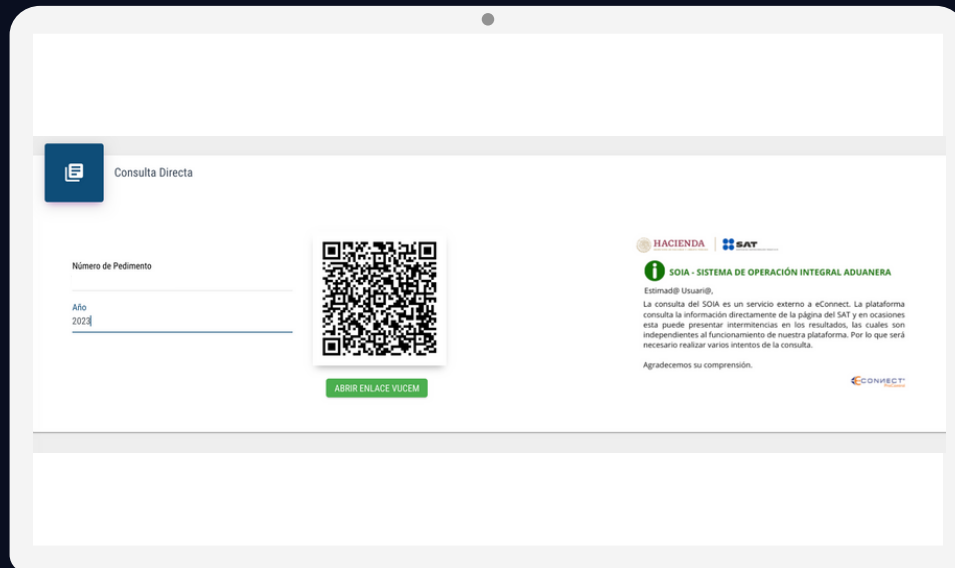 Consulta Directa
Número de Pedimento
Año
2023
ABRIR ENLACE VUCEM
HACIENDA
SAT
SOIA - SISTEMA DE OPERACIÓN INTEGRAL ADUANERA
Estimad@ Usuari@,
La consulta del SOIA es un servicio externo a eConnect. La plataforma
consulta la información directamente de la página del SAT y en ocasiones
esta puede presentar intermitencias en los resultados, las cuales son
independientes al funcionamiento de nuestra plataforma. Por lo que será
necesario realizar varios intentos de la consulta.
Agradecemos su comprensión.
ECONNECT